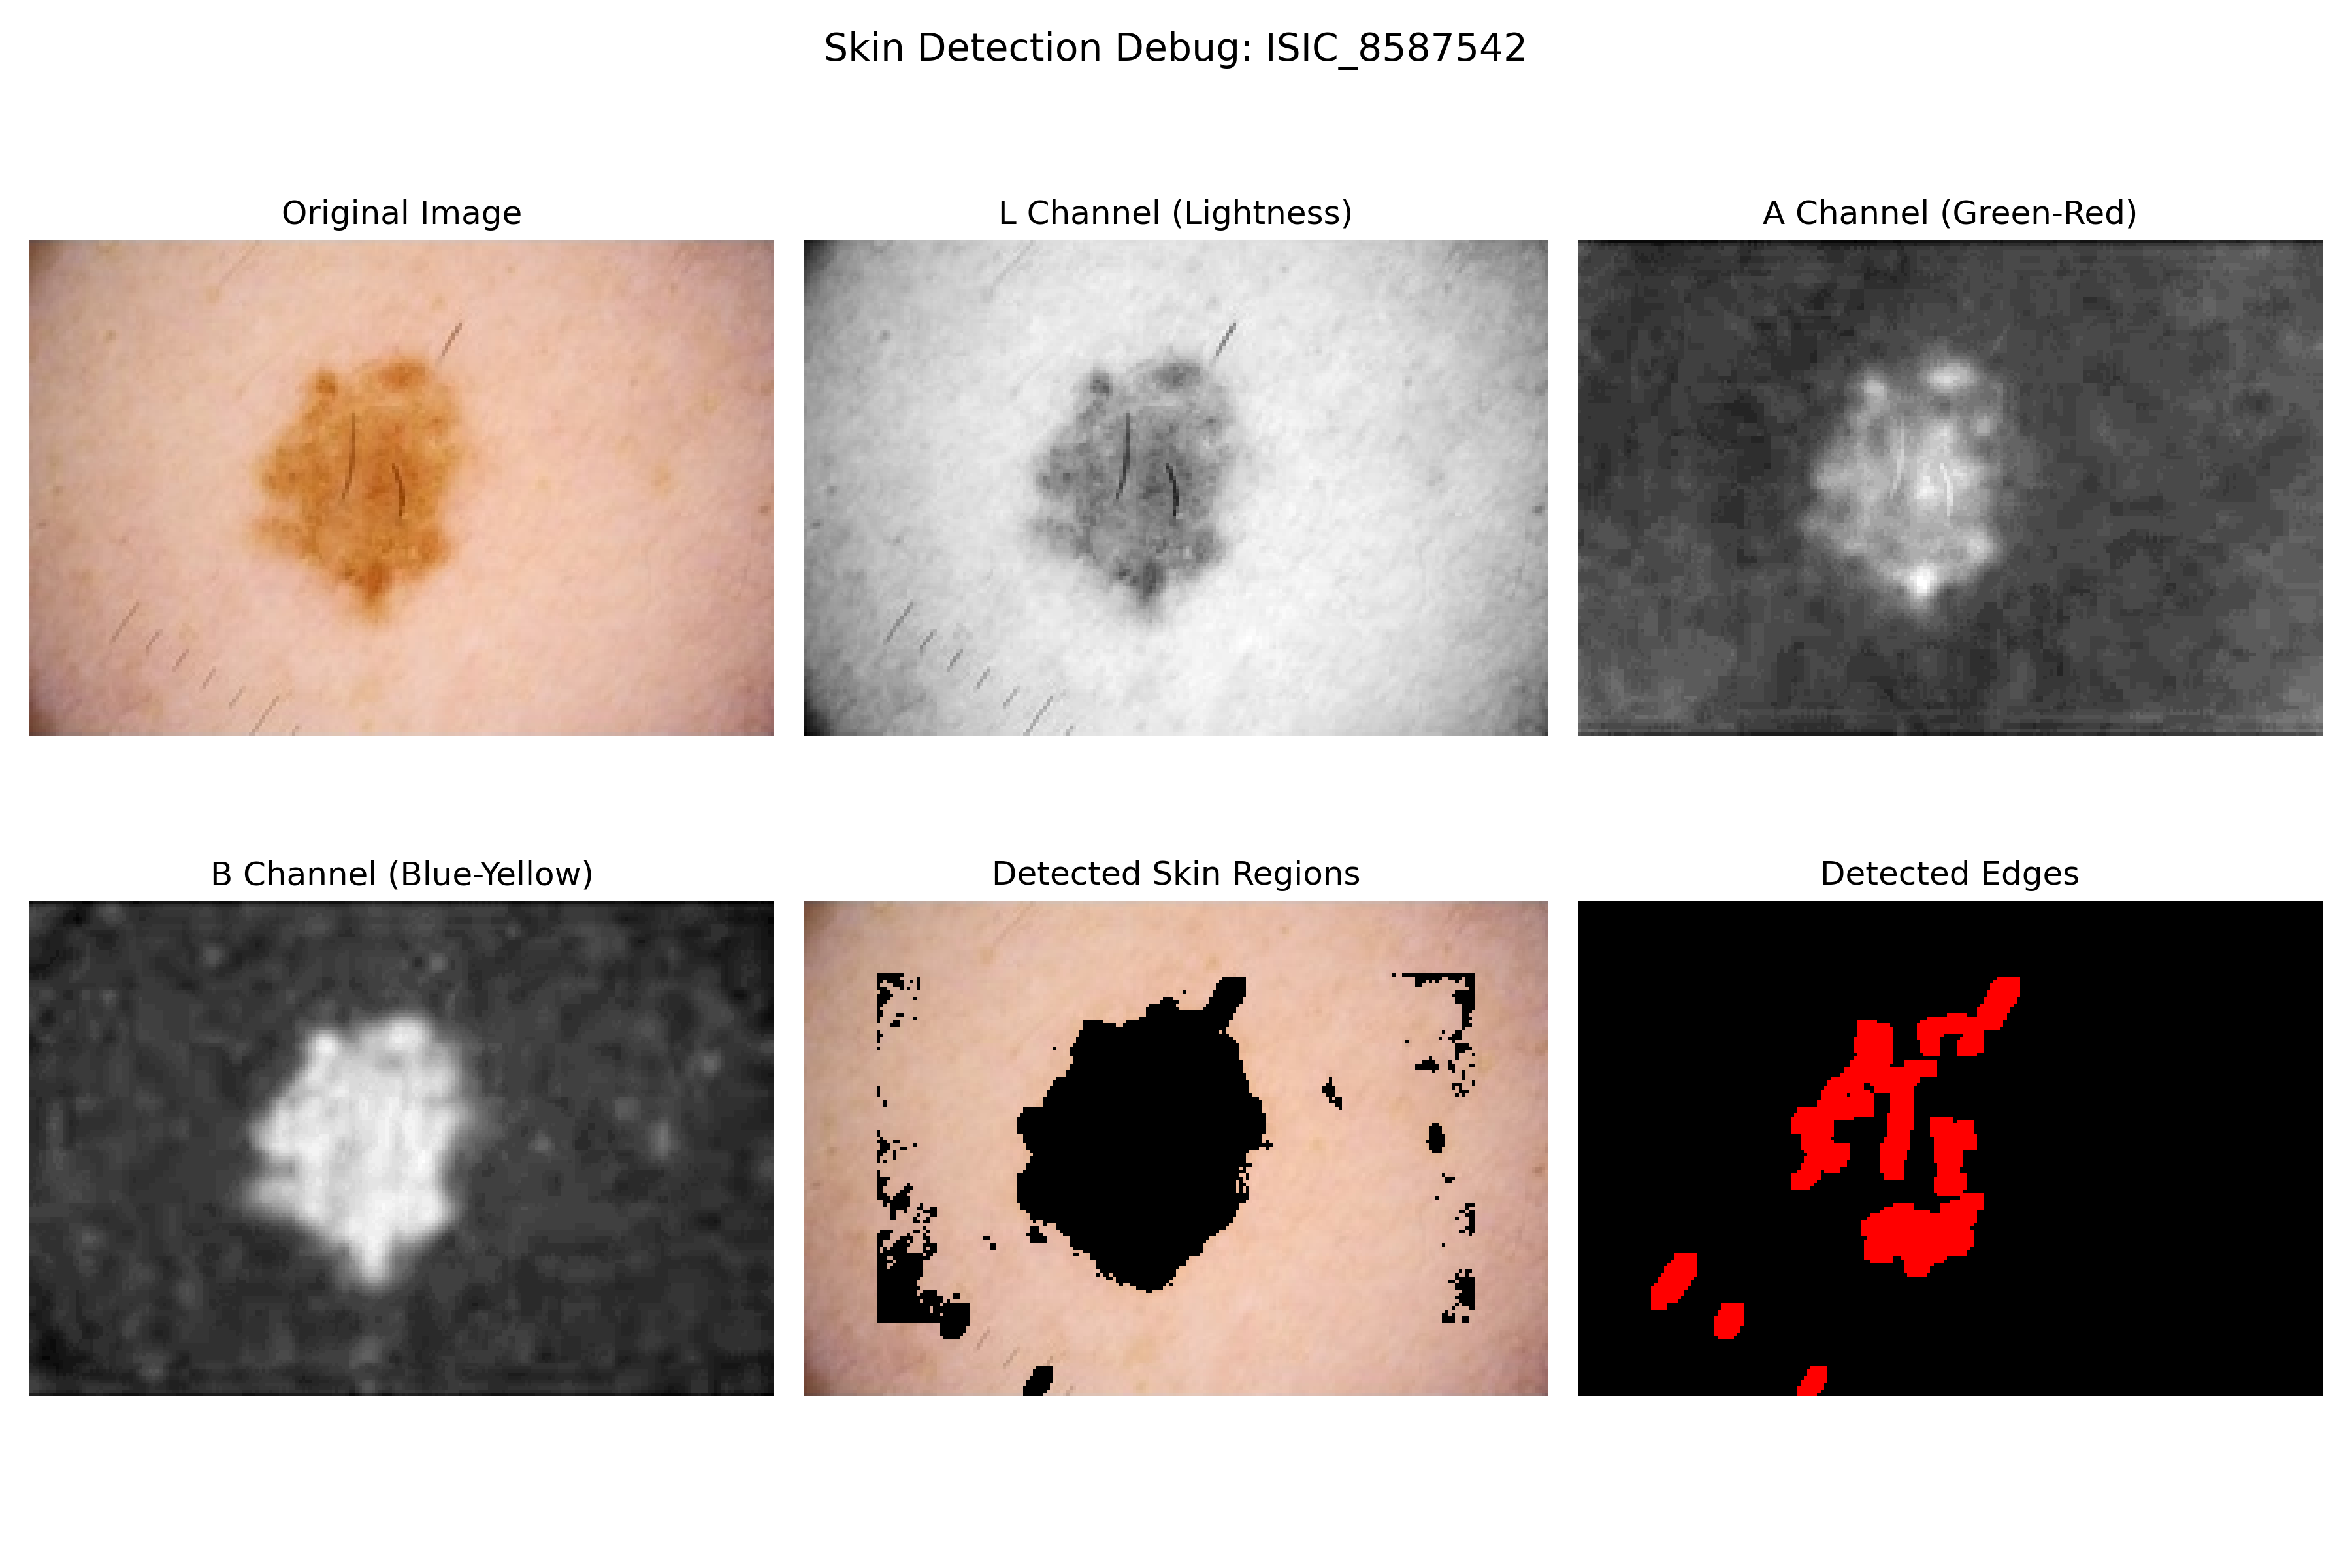 Skin Detection Debug: ISIC_8587542
Original Image
L Channel (Lightness)
A Channel (Green-Red)
B Channel (Blue-Yellow)
Detected Skin Regions
Detected Edges